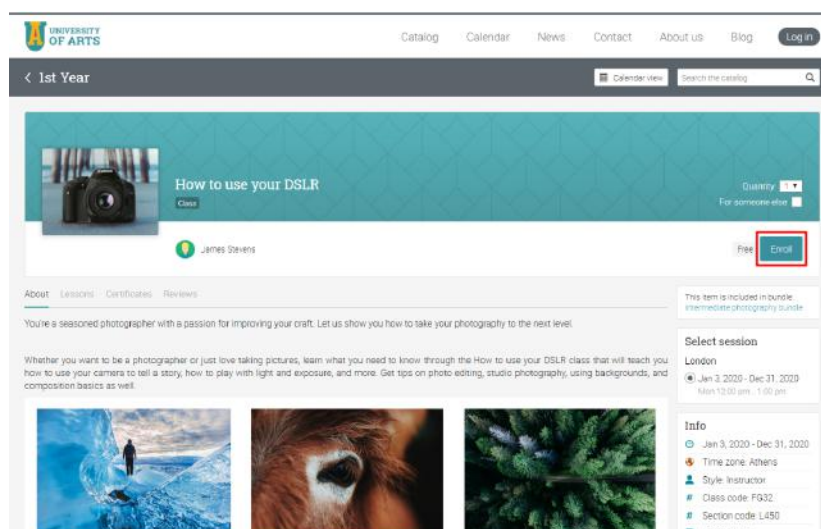 UNIVERSITY
OF ARTS
Catalog Calendar News Contact About us Blog Log in
< 1st Year
Calendar view Search the catalog
How to use your DSLR
Class
Quantity 1
For someone else
James Stevens
Free Enroll
About Lessons Certificates Reviews
You're a seasoned photographer with a passion for improving your craft. Let us show you how to take your photography to the next level.
Whether you want to be a photographer or just love taking pictures, learn what you need to know through the How to use your DSLR class that will teach you
how to use your camera to tell a story, how to play with light and exposure, and more. Get tips on photo editing, studio photography, using backgrounds, and
composition basics as well.
This item is included in bundle:
Intermediate photography bundle
Select session
London
Jan 3, 2020 - Dec 31, 2020
Mon 12:00 pm - 1:00 pm
Info
Jan 3, 2020 - Dec 31, 2020
Time zone: Athens
Style: Instructor
# Class code: FG32
# Section code: L450